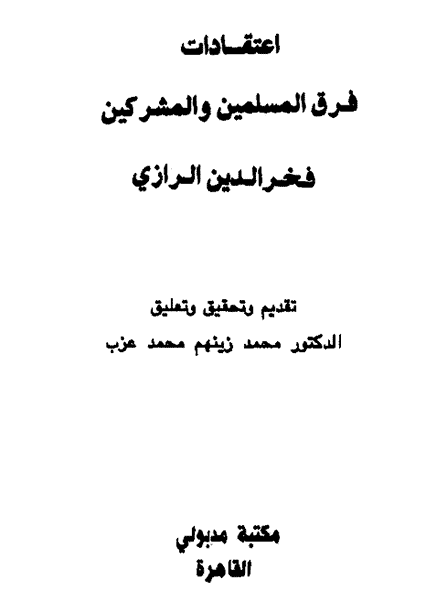 اعتقادات
فرق المسلمين والمشركين
فخر الدين الرازي
تقديم وتحقيق وتعليق
الدكتور محمد زينهم محمد عزب
مكتبة مدبولي
القاهرة